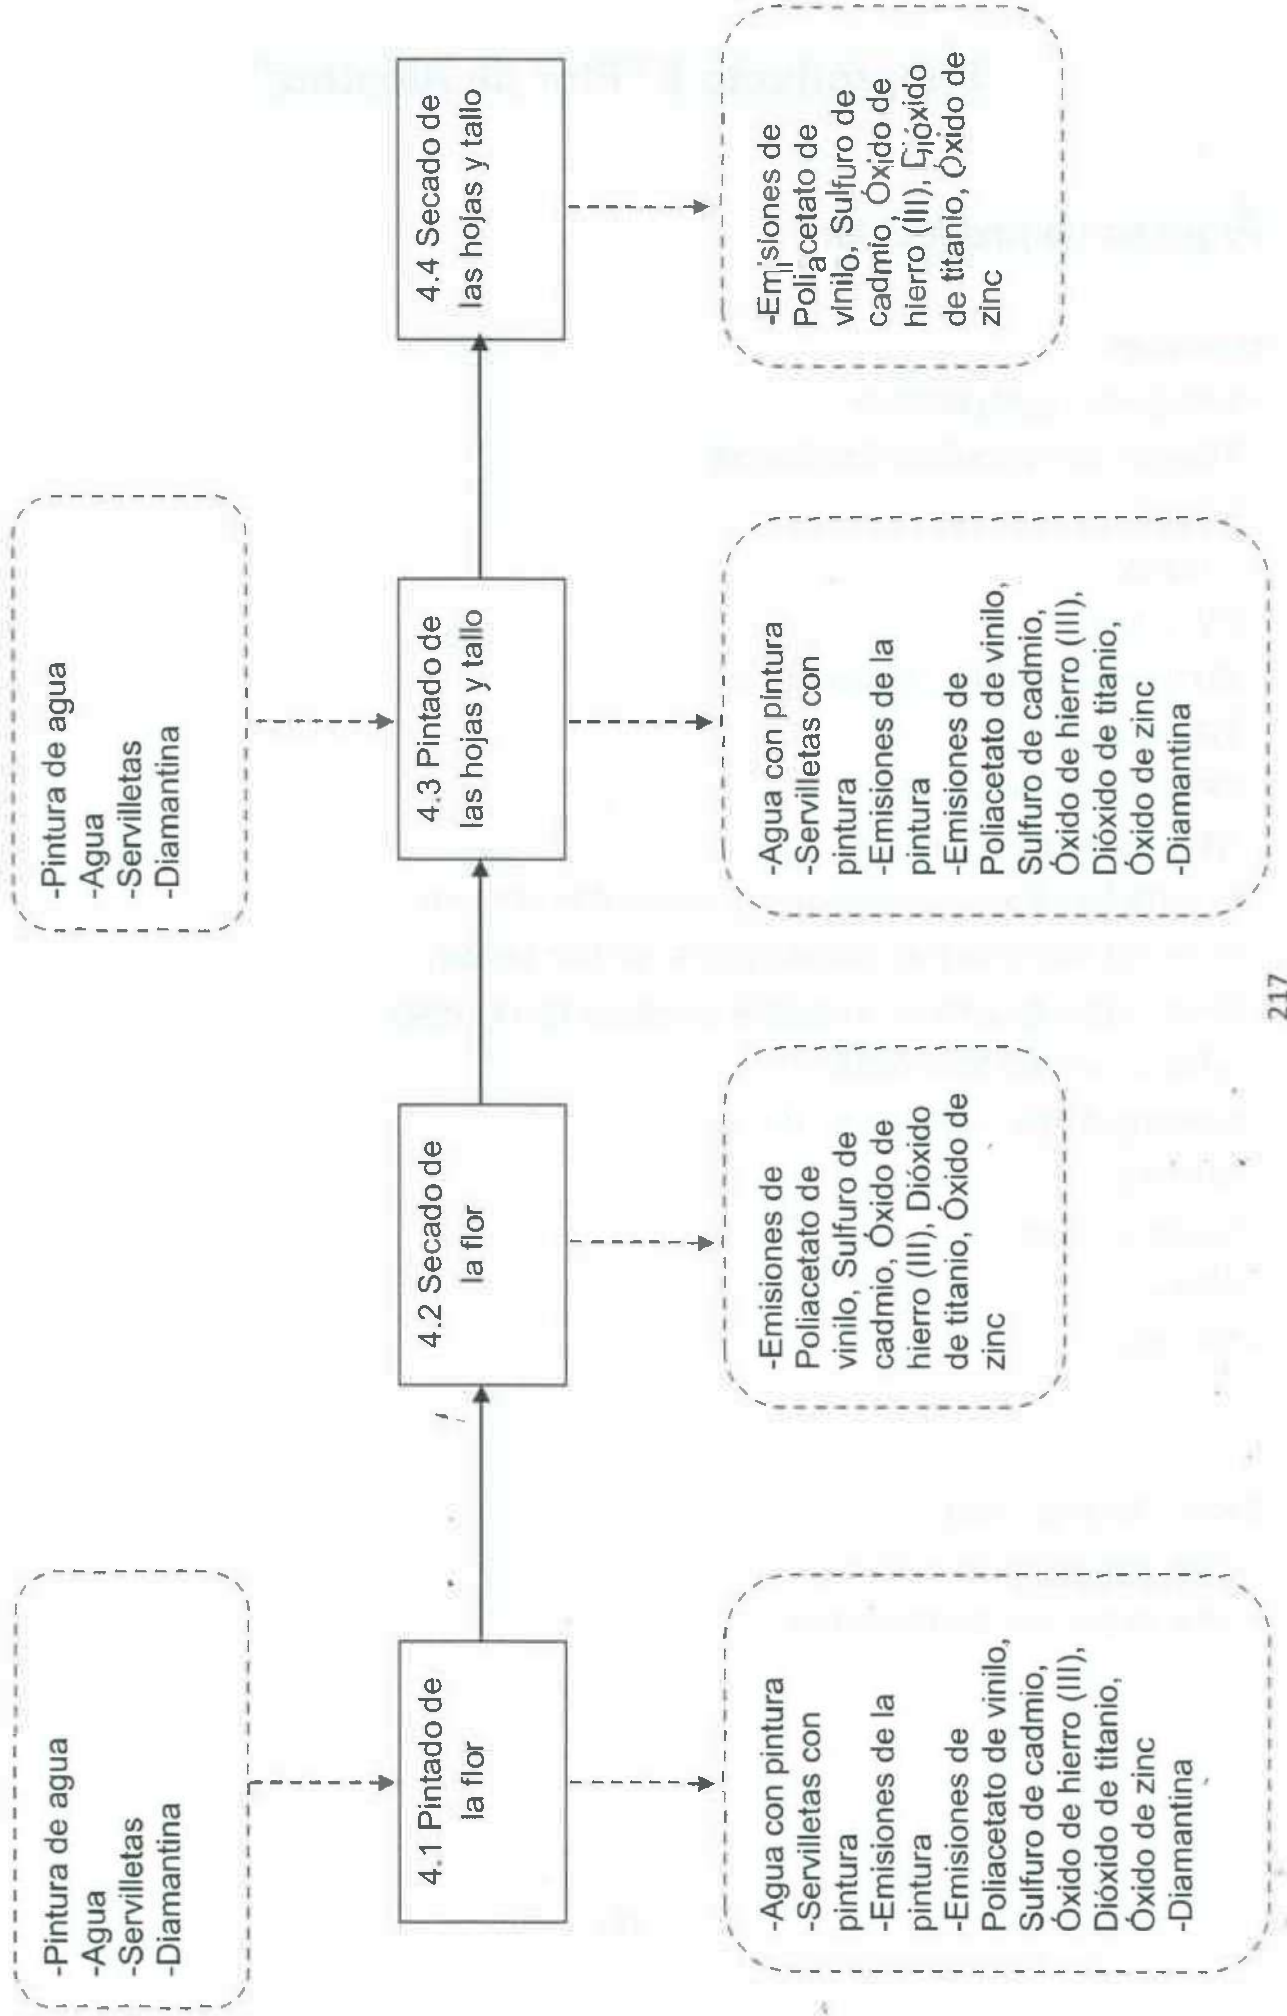 -Pintura de agua
-Agua
-Servilletas
-Diamantina
-Pintura de agua
-Agua
-Servilletas
-Diamantina
4.1 Pintado de
la flor
4.2 Secado de
la flor
4.3 Pintado de
las hojas y tallo
4.4 Secado de
las hojas y tallo
-Agua con pintura
-Servilletas con
pintura
-Emisiones de la
pintura
-Emisiones de
Poliacetato de vinilo,
Sulfuro de cadmio,
Óxido de hierro (III),
Dióxido de titanio,
Óxido de zinc
-Diamantina
-Emisiones de
Poliacetato de
vinilo, Sulfuro de
cadmio, Óxido de
hierro (III), Dióxido
de titanio, Óxido de
zinc
-Agua con pintura
-Servilletas con
pintura
-Emisiones de la
pintura
-Emisiones de
Poliacetato de vinilo,
Sulfuro de cadmio,
Óxido de hierro (III),
Dióxido de titanio,
Óxido de zinc
-Diamantina
-Emisiones de
Poliacetato de
vinilo, Sulfuro de
cadmio, Óxido de
hierro (III), Dióxido
de titanio, Óxido de
zinc
217